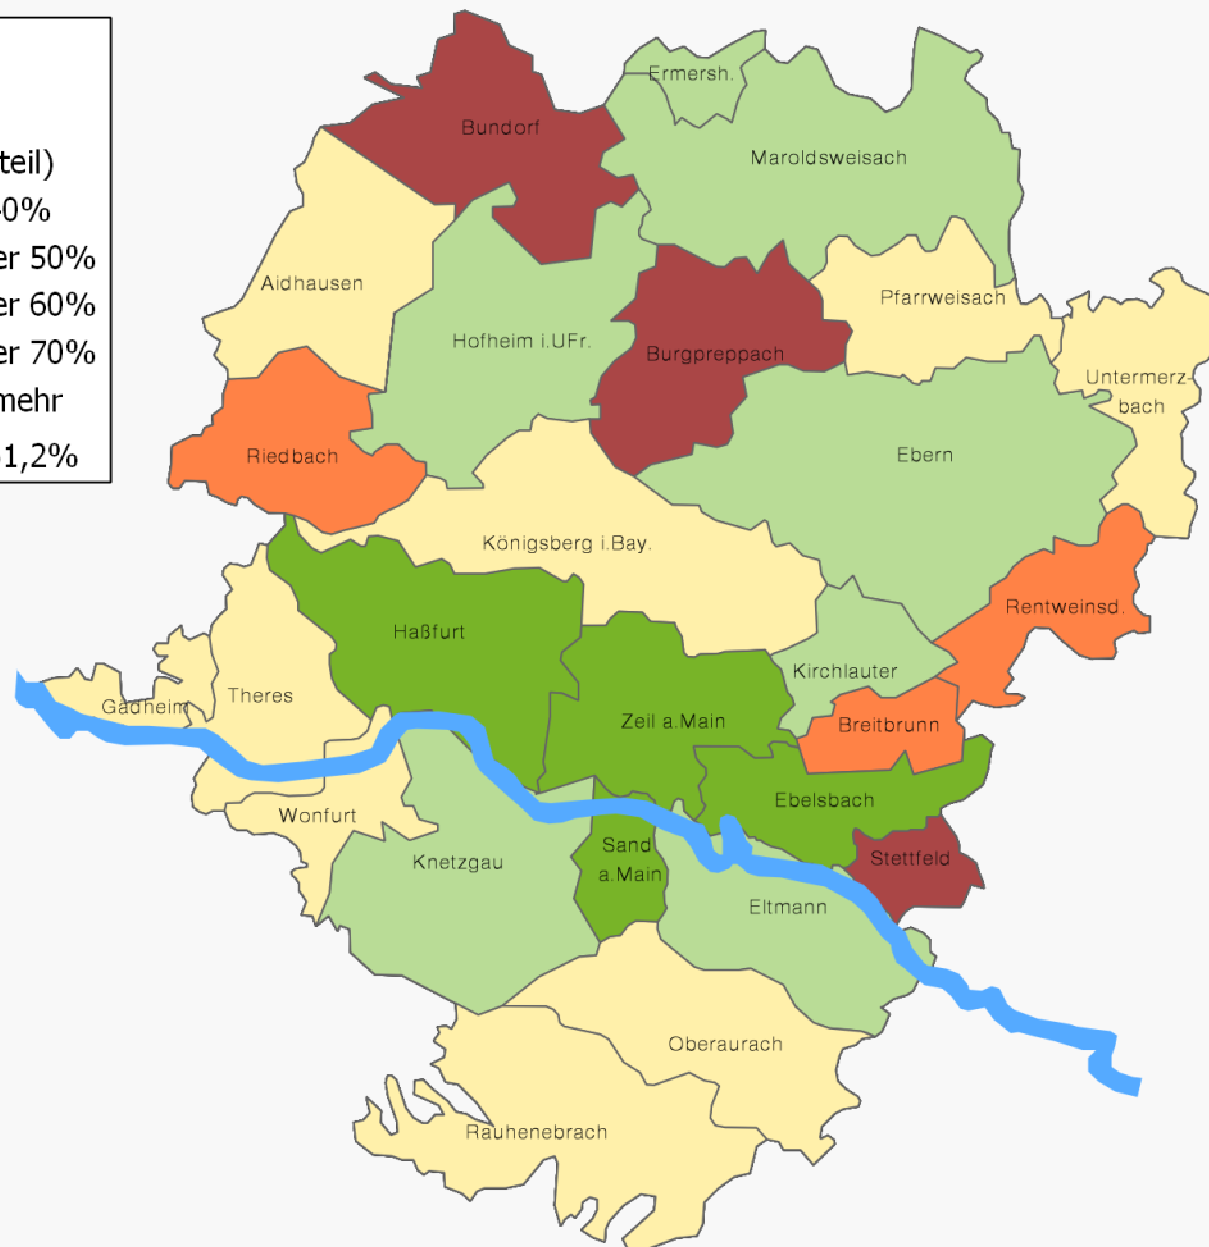 teil)
0%
er 50%
er 60%
er 70%
mehr
1,2%
Ermersh.
Bundorf
Maroldsweisach
Aidhausen
Pfarrweisach
Hofheim i.UFr.
Burgpreppach
Untermerz-
bach
Riedbach
Ebern
Königsberg i.Bay.
Rentweinsd.
Haßfurt
Kirchlauter
Gädheim
Theres
Zeil a.Main
Breitbrunn
Ebelsbach
Wonfurt
Sand
a.Main
Knetzgau
Stettfeld
Eltmann
Oberaurach
Rauhenebrach